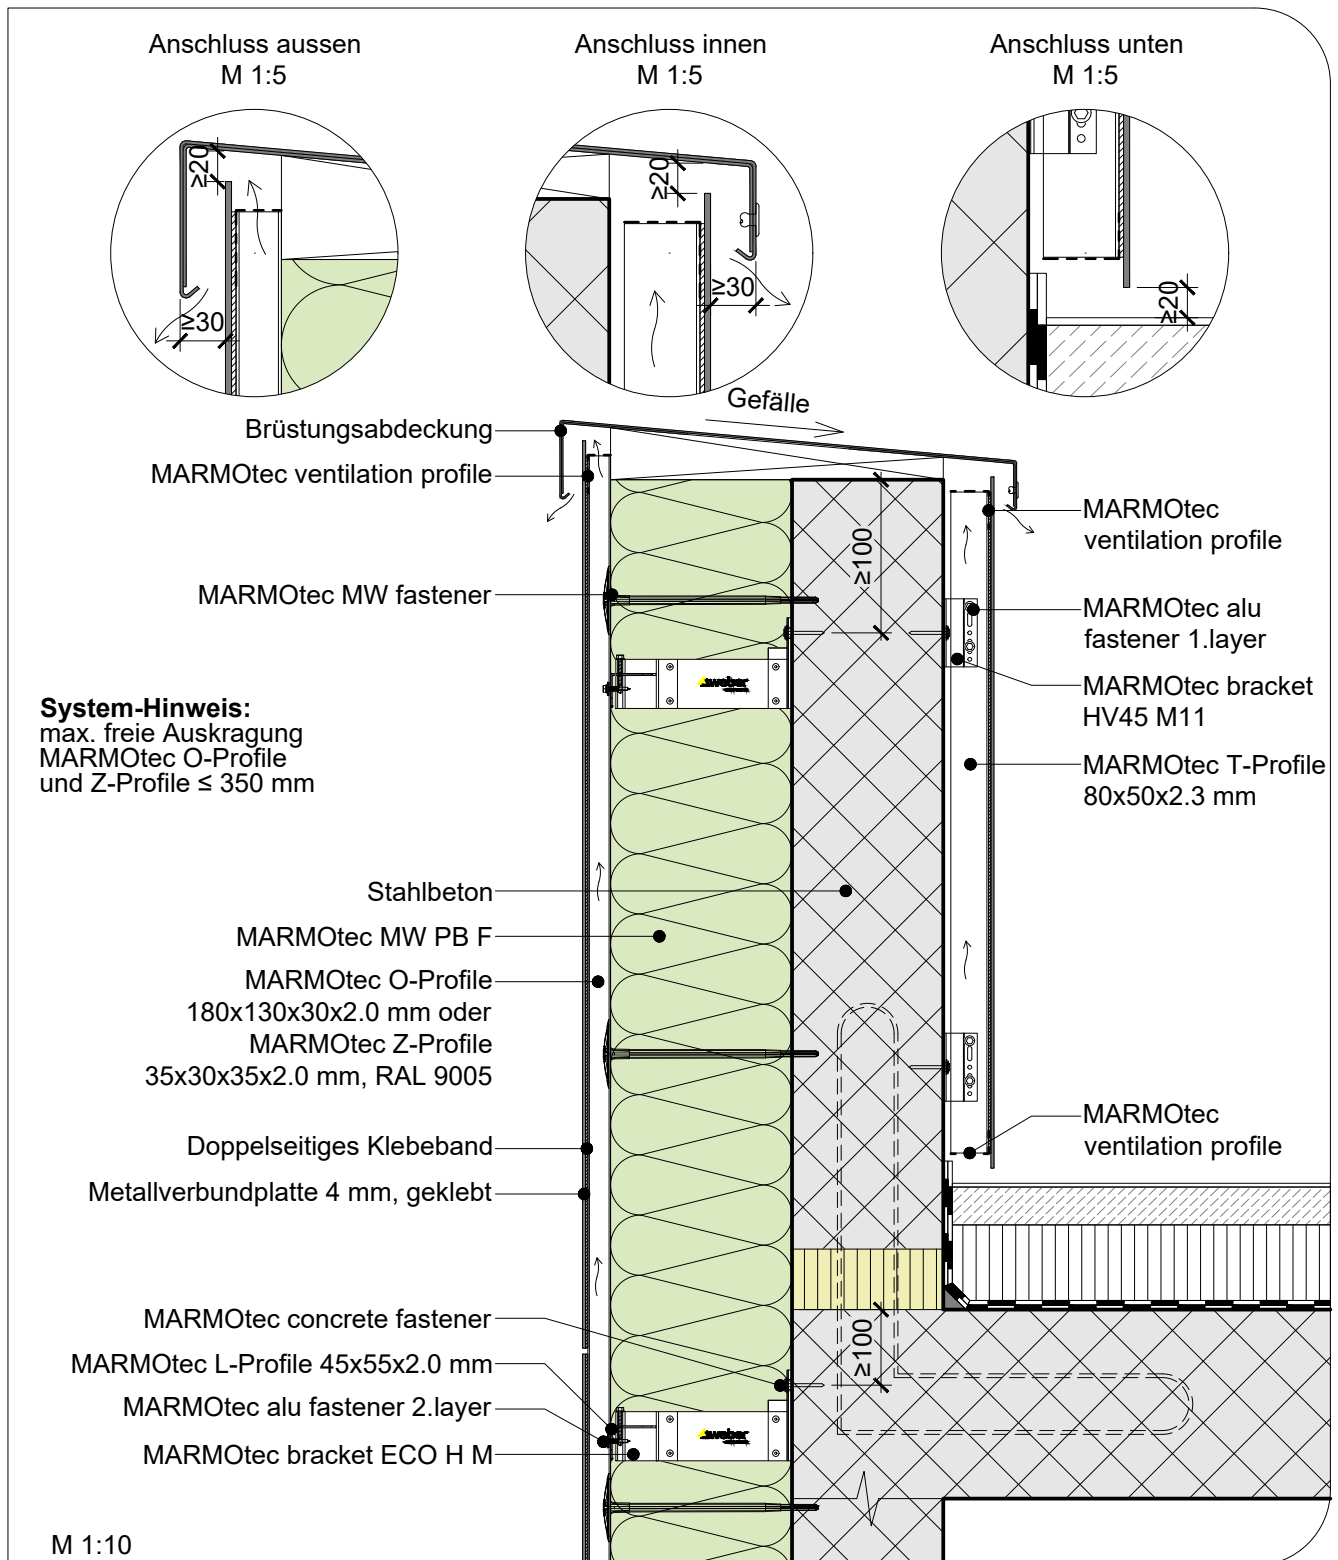 Anschluss aussen
M 1:5
Anschluss innen
M 1:5
Anschluss unten
M 1:5
≥20
≥30
≥20
≥30
≥20
Gefälle
Brüstungsabdeckung
MARMOtec ventilation profile
MARMOtec
ventilation profile
≥100
MARMOtec MW fastener
MARMOtec alu
fastener 1.layer
weber
MARMOtec bracket
HV45 M11
System-Hinweis:
max. freie Auskragung
MARMOtec O-Profile
und Z-Profile ≤ 350 mm
MARMOtec T-Profile
80x50x2.3 mm
Stahlbeton
MARMOtec MW PB F
MARMOtec O-Profile
180x130x30x2.0 mm oder
MARMOtec Z-Profile
35x30x35x2.0 mm, RAL 9005
MARMOtec
ventilation profile
Doppelseitiges Klebeband
Metallverbundplatte 4 mm, geklebt
MARMOtec concrete fastener
≥100
MARMOtec L-Profile 45x55x2.0 mm
MARMOtec alu fastener 2.layer
weber
MARMOtec bracket ECO H M
M 1:10